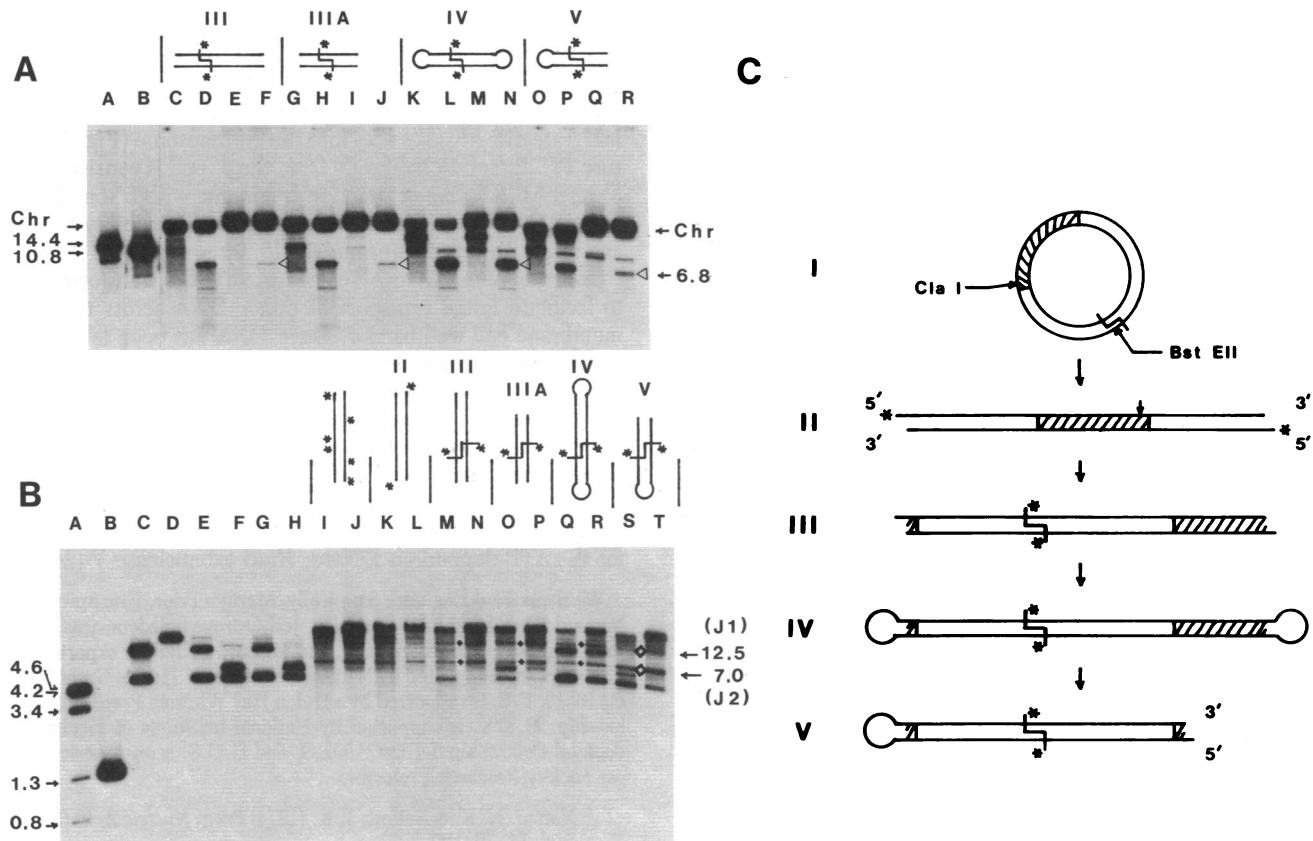 III IIIA IV V
A
* * * *
* * * *
A B C D E F G H I J K L M N O P Q R
Chr
14.4
10.8
Chr
6.8
II III IIIA IV V
B
A B C D E F G H I J K L M N O P Q R S T
4.6
4.2
3.4
1.3
0.8
(J1)
12.5
7.0
(J2)
C
I
Cla I
*
Bst EII
II
5' 3'
* *
3' 5'
III
*
*
IV
*
*
V
*
*
3'
5'